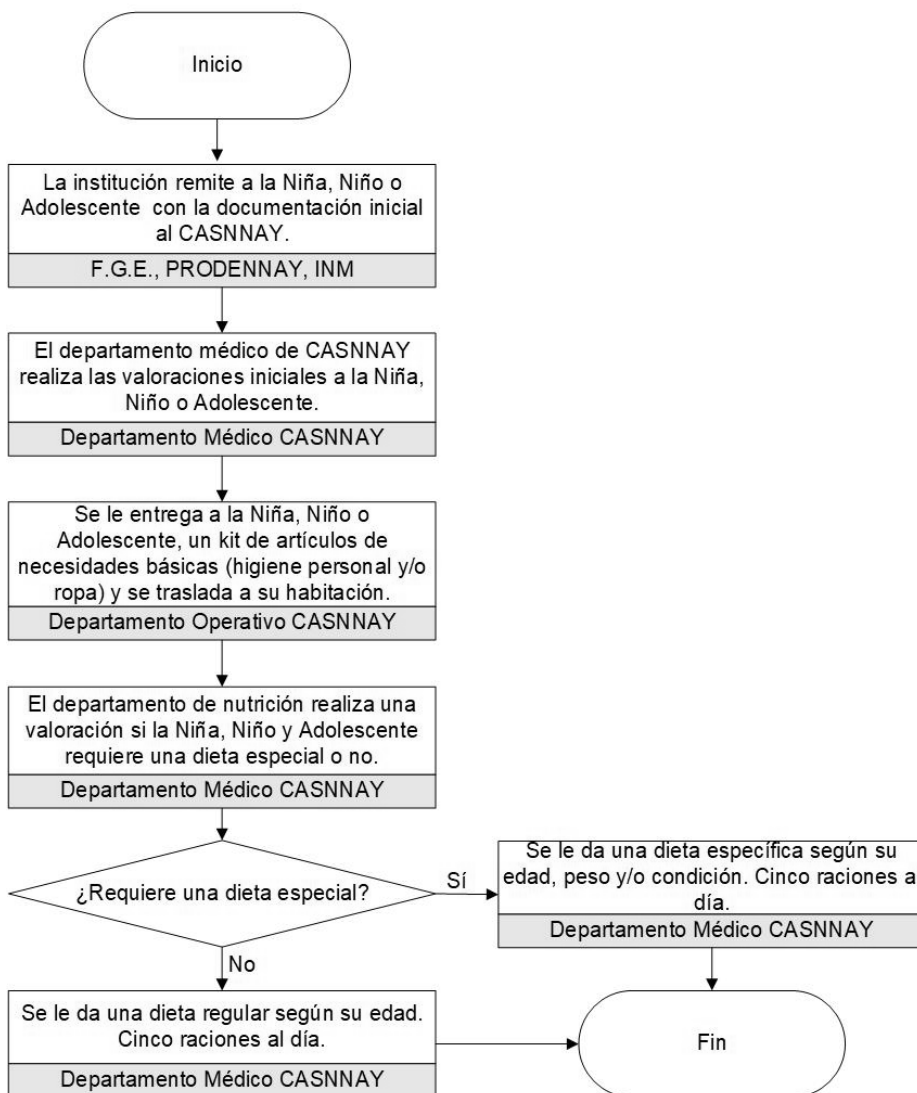 Inicio
La institución remite a la Niña, Niño o
Adolescente con la documentación inicial
al CASNNAY.
F.G.E., PRODENNAY, INM
El departamento médico de CASNNAY
realiza las valoraciones iniciales a la Niña,
Niño o Adolescente.
Departamento Médico CASNNAY
Se le entrega a la Niña, Niño o
Adolescente, un kit de artículos de
necesidades básicas (higiene personal y/o
ropa) y se traslada a su habitación.
Departamento Operativo CASNNAY
El departamento de nutrición realiza una
valoración si la Niña, Niño y Adolescente
requiere una dieta especial o no.
Departamento Médico CASNNAY
¿Requiere una dieta especial?
Sí
Se le da una dieta específica según su
edad, peso y/o condición. Cinco raciones al
día.
Departamento Médico CASNNAY
No
Se le da una dieta regular según su edad.
Cinco raciones al día.
Departamento Médico CASNNAY
Fin